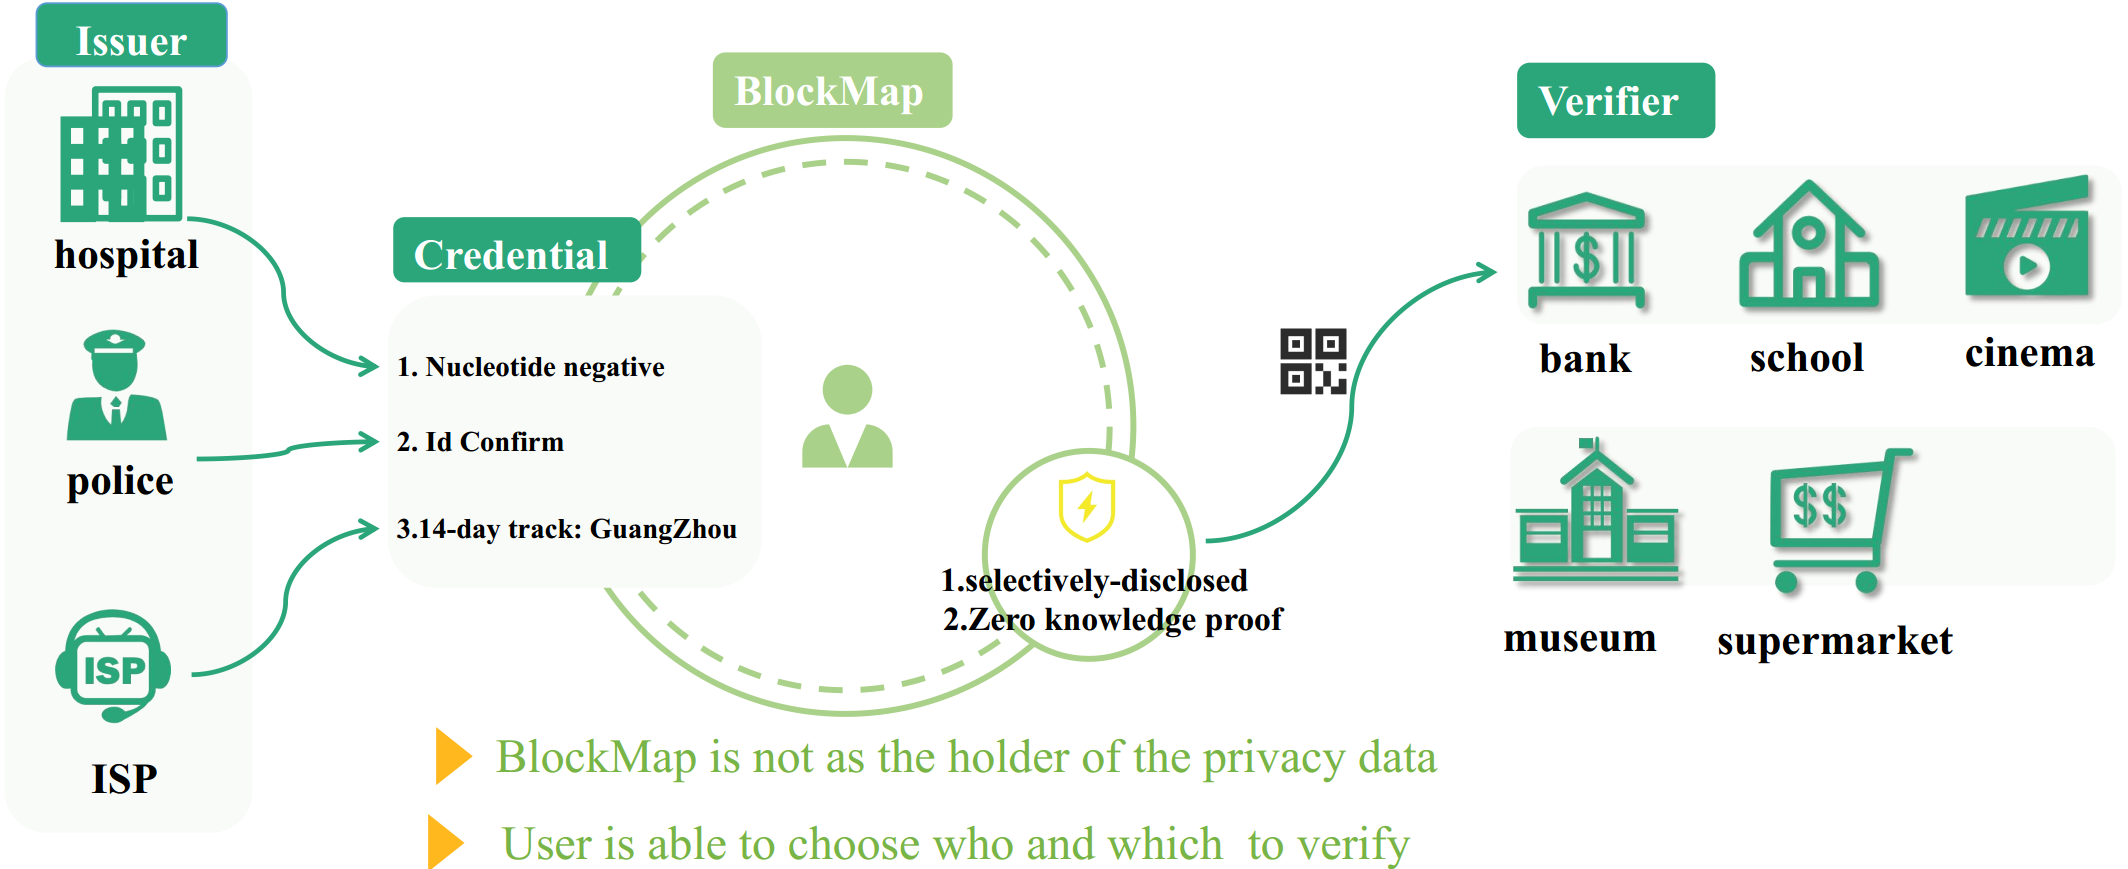 Issuer
hospital
police
ISP
ISP
BlockMap
Credential
1. Nucleotide negative
2. Id Confirm
3.14-day track: GuangZhou
1.selectively-disclosed
2.Zero knowledge proof
Verifier
$
bank
school
cinema
museum
$$
supermarket
BlockMap is not as the holder of the privacy data
User is able to choose who and which  to verify